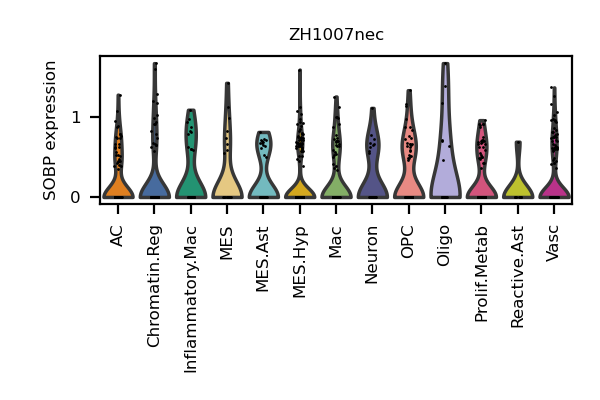 ZH1007nec
SOBP expression
1
0
AC
Chromatin.Reg
Inflammatory.Mac
MES
MES.Ast
MES.Hyp
Mac
Neuron
OPC
Oligo
Prolif.Metab
Reactive.Ast
Vasc